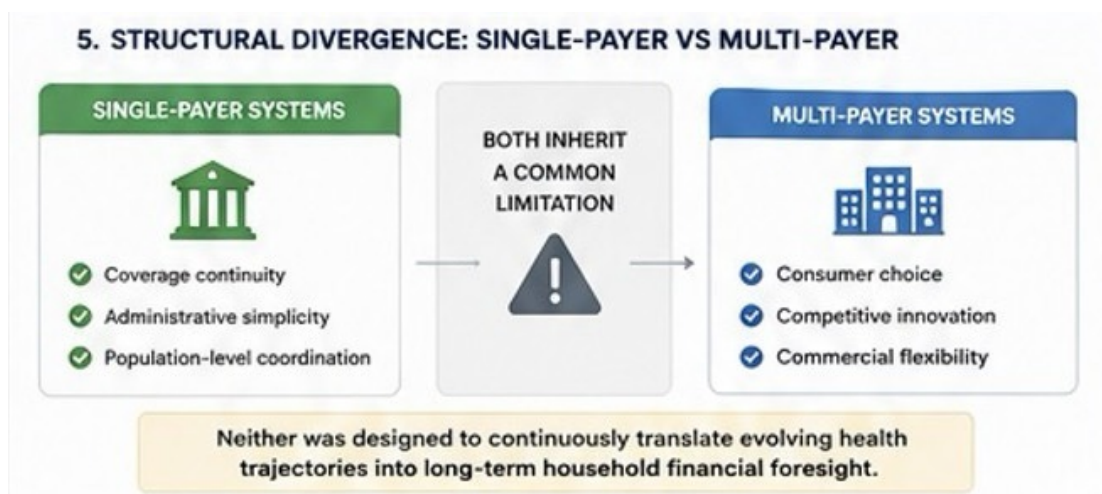 5. STRUCTURAL DIVERGENCE: SINGLE-PAYER VS MULTI-PAYER
SINGLE-PAYER SYSTEMS
Coverage continuity
Administrative simplicity
Population-level coordination
BOTH INHERIT
A COMMON
LIMITATION
MULTI-PAYER SYSTEMS
Consumer choice
Competitive innovation
Commercial flexibility
Neither was designed to continuously translate evolving health
trajectories into long-term household financial foresight.